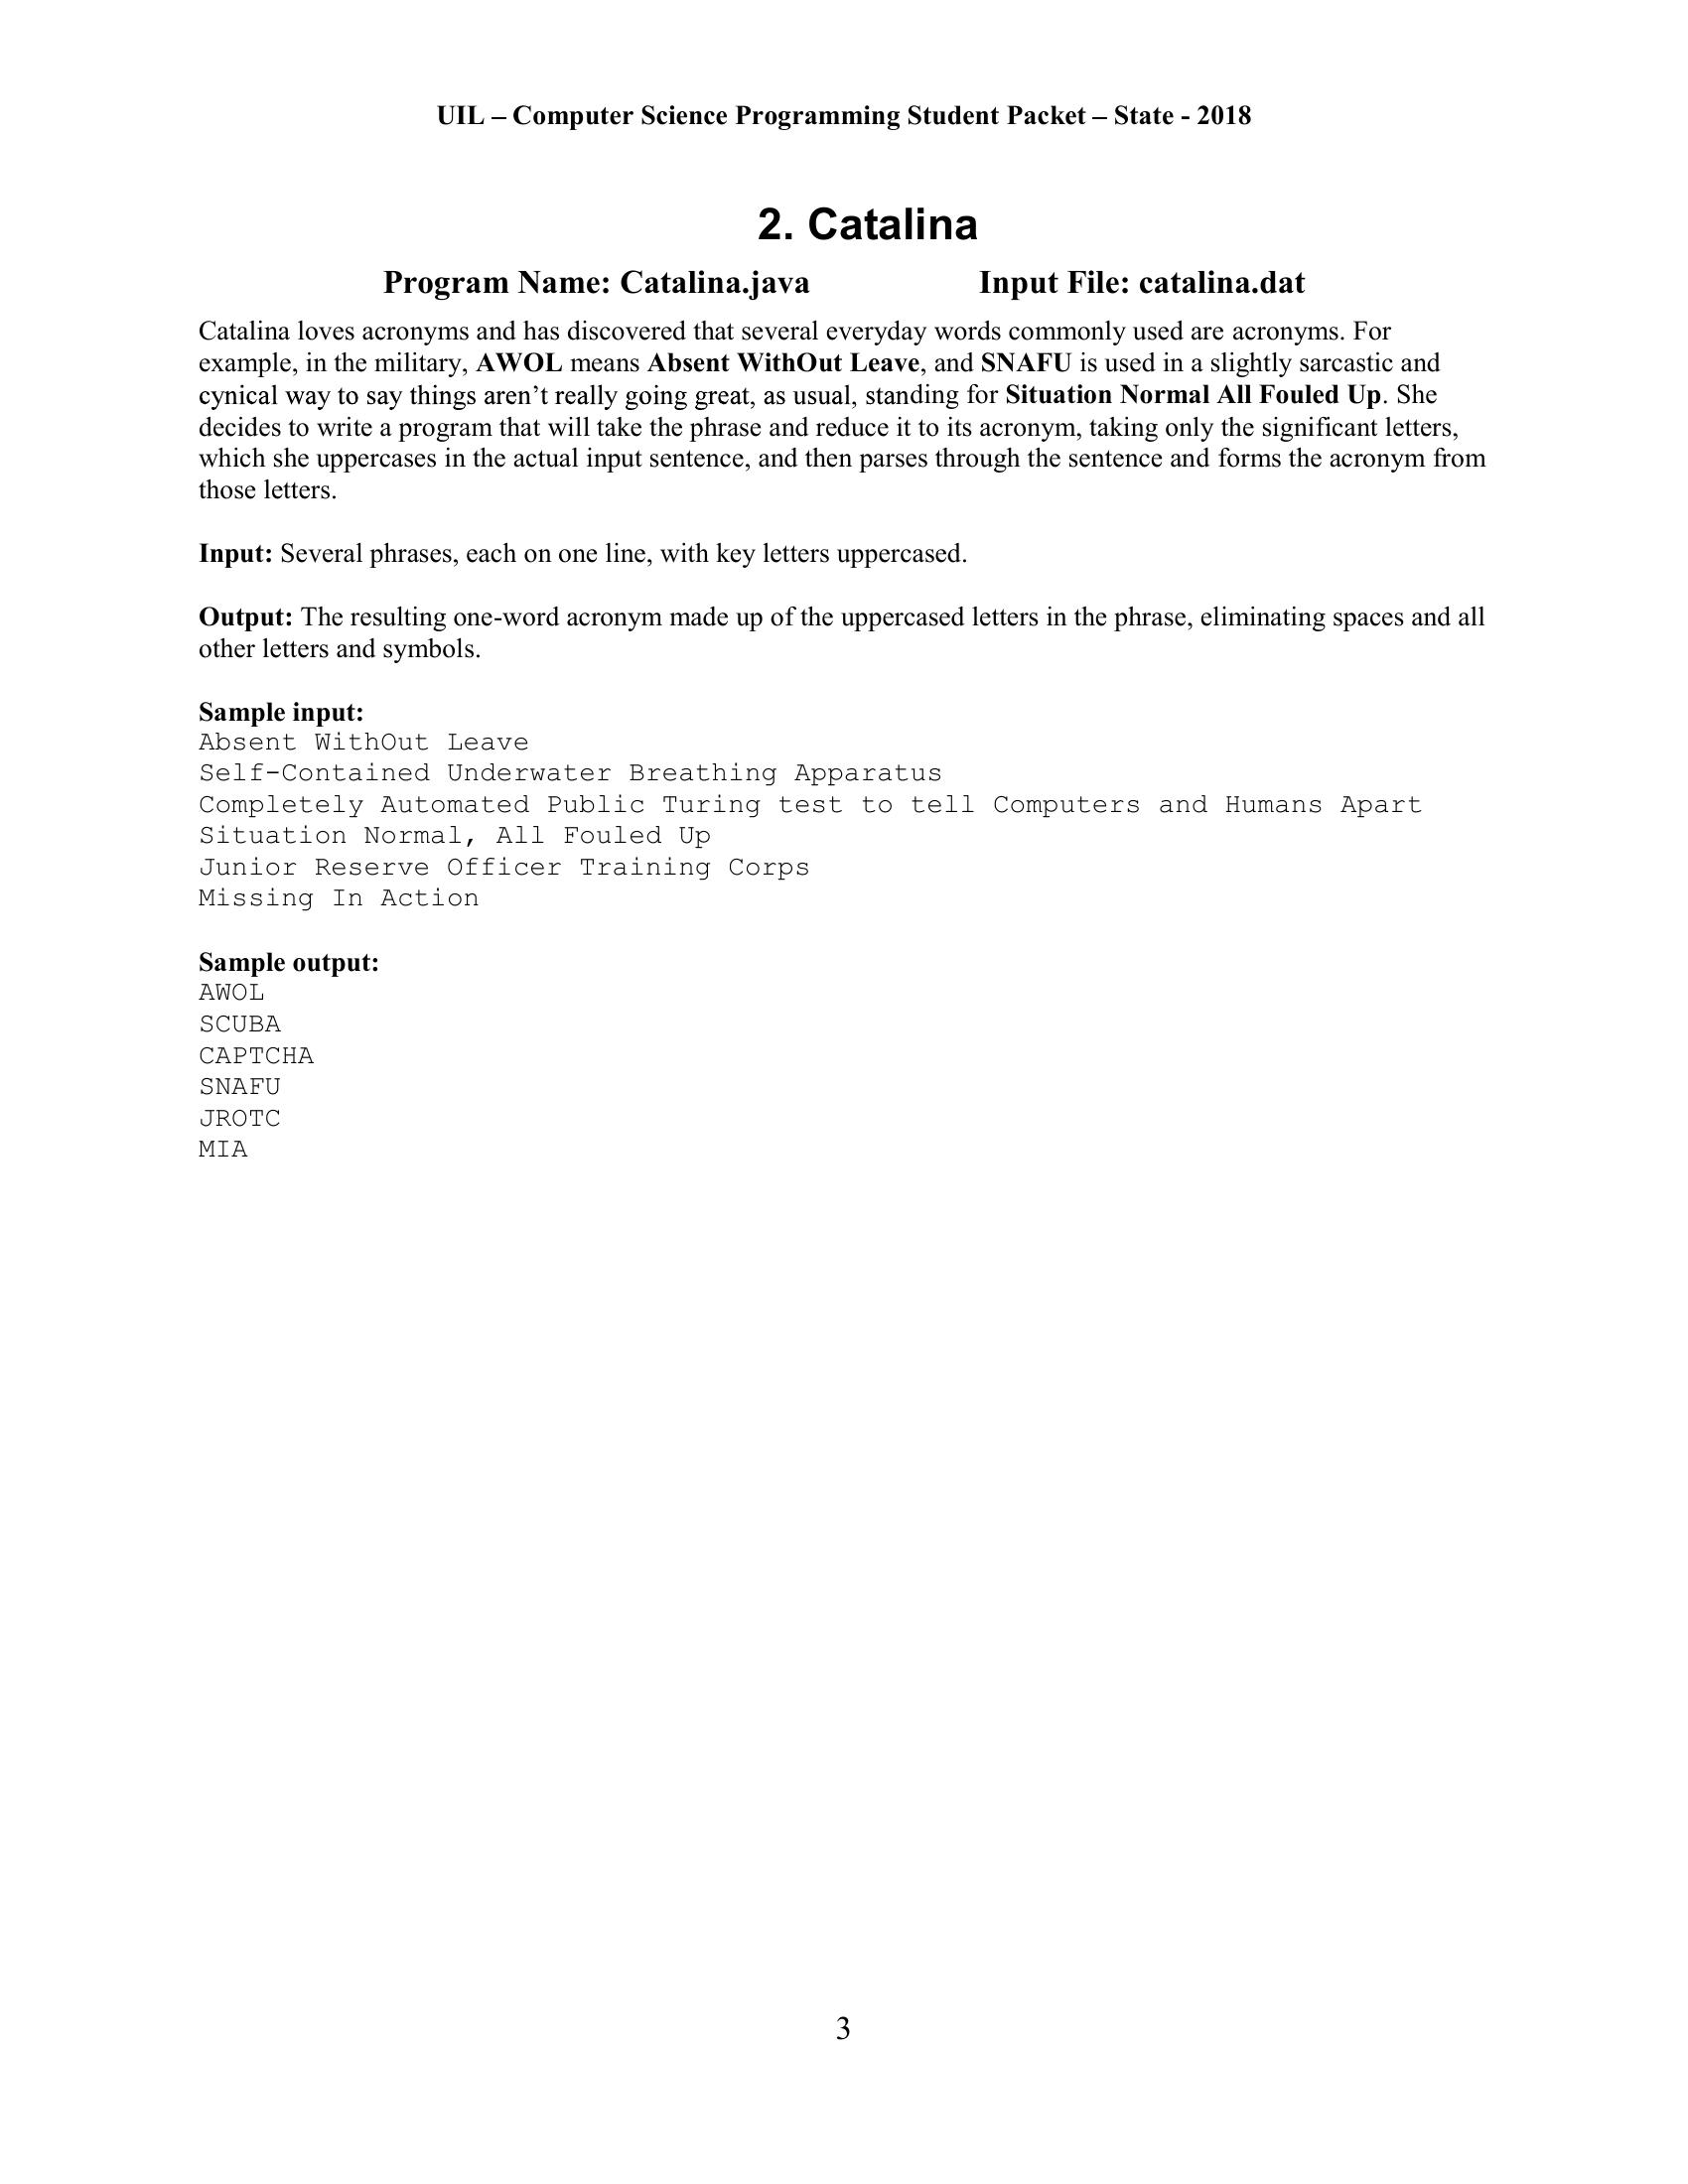 UIL – Computer Science Programming Student Packet – State - 2018
2. Catalina
Program Name: Catalina.java Input File: catalina.dat
Catalina loves acronyms and has discovered that several everyday words commonly used are acronyms. For
example, in the military, AWOL means Absent WithOut Leave, and SNAFU is used in a slightly sarcastic and
cynical way to say things aren’t really going great, as usual, standing for Situation Normal All Fouled Up. She
decides to write a program that will take the phrase and reduce it to its acronym, taking only the significant letters,
which she uppercases in the actual input sentence, and then parses through the sentence and forms the acronym from
those letters.
Input: Several phrases, each on one line, with key letters uppercased.
Output: The resulting one-word acronym made up of the uppercased letters in the phrase, eliminating spaces and all
other letters and symbols.
Sample input:
Absent WithOut Leave
Self-Contained Underwater Breathing Apparatus
Completely Automated Public Turing test to tell Computers and Humans Apart
Situation Normal, All Fouled Up
Junior Reserve Officer Training Corps
Missing In Action
Sample output:
AWOL
SCUBA
CAPTCHA
SNAFU
JROTC
MIA
3